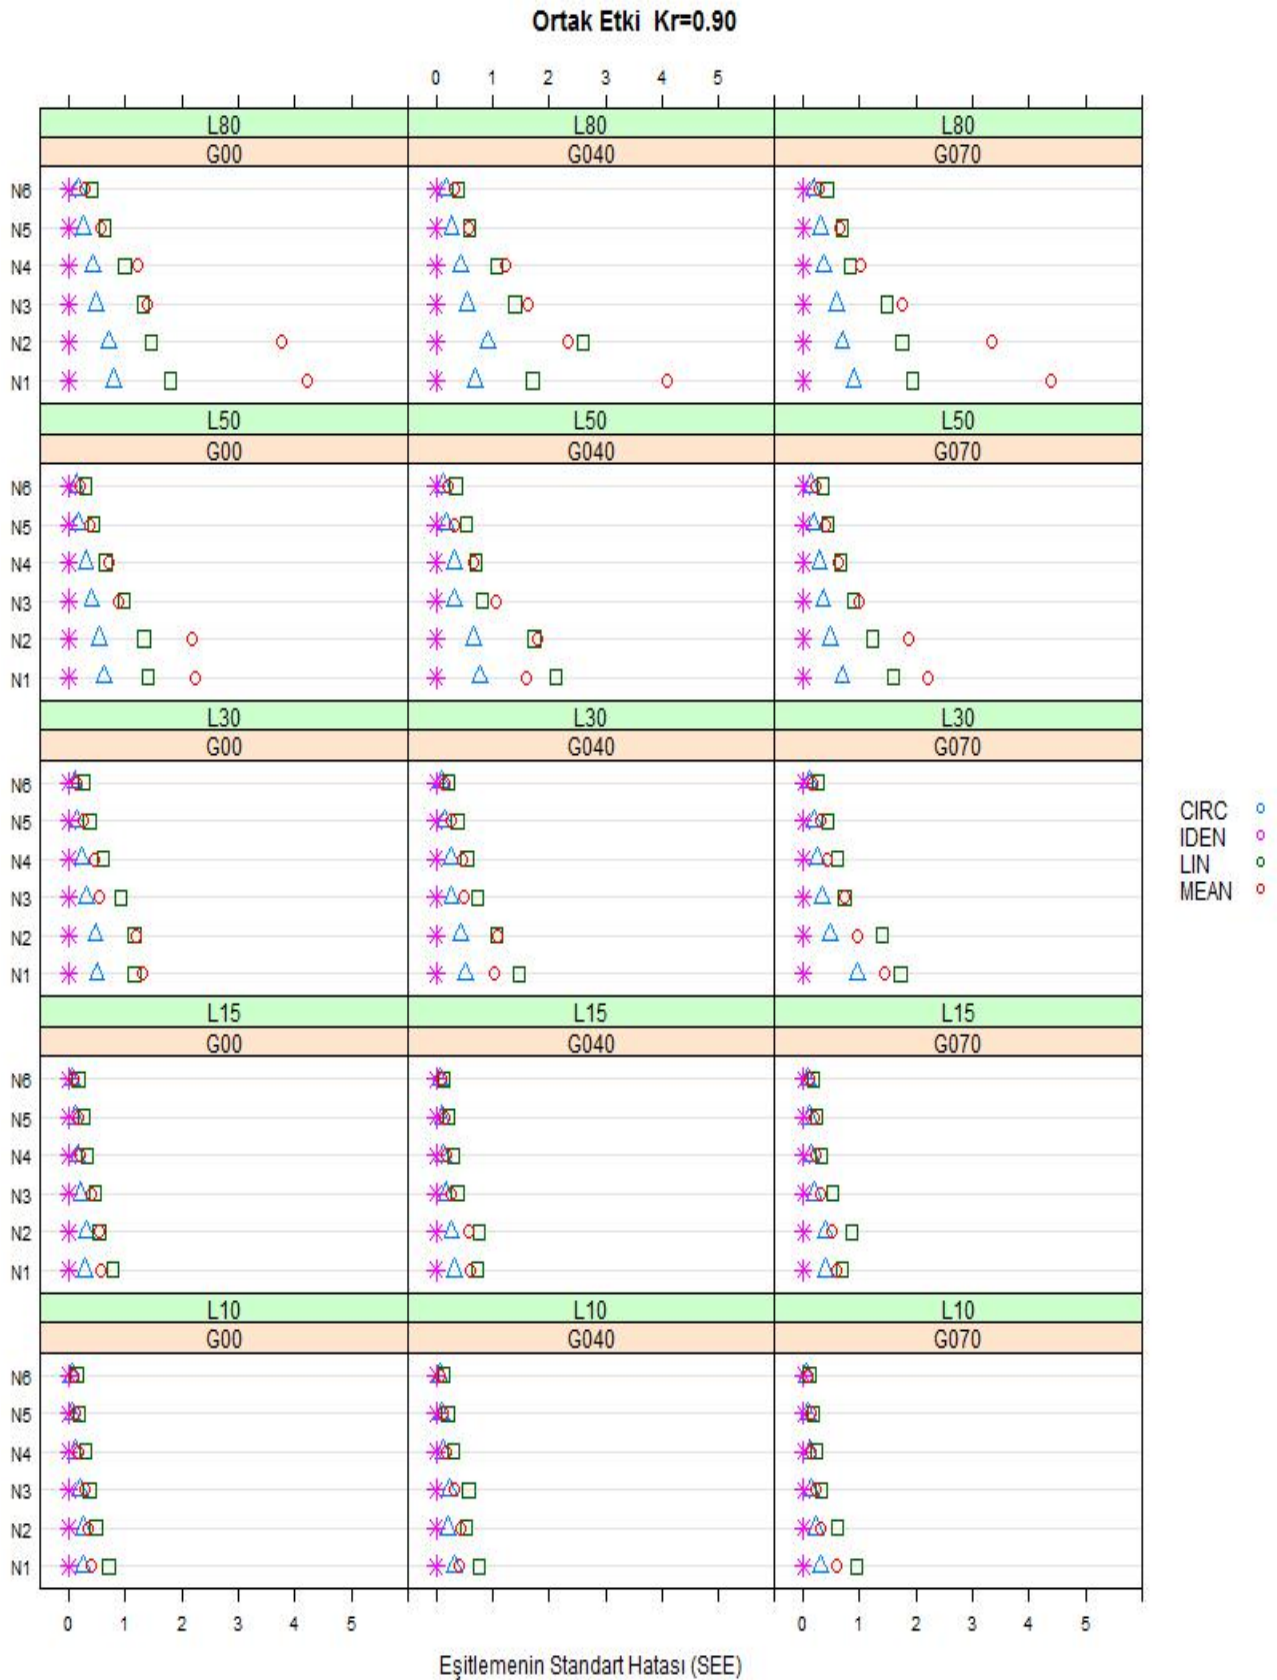 Ortak Etki Kr=0.90
0 1 2 3 4 5
L80 L80 L80
G00 G040 G070
N6
N5
N4
N3
N2
N1
L50 L50 L50
G00 G040 G070
N6
N5
N4
N3
N2
N1
L30 L30 L30
G00 G040 G070
N6
N5
N4
N3
N2
N1
L15 L15 L15
G00 G040 G070
N6
N5
N4
N3
N2
N1
L10 L10 L10
G00 G040 G070
N6
N5
N4
N3
N2
N1
0 1 2 3 4 5 0 1 2 3 4 5
Eşitlemenin Standart Hatası (SEE)
CIRC
IDEN
LIN
MEAN